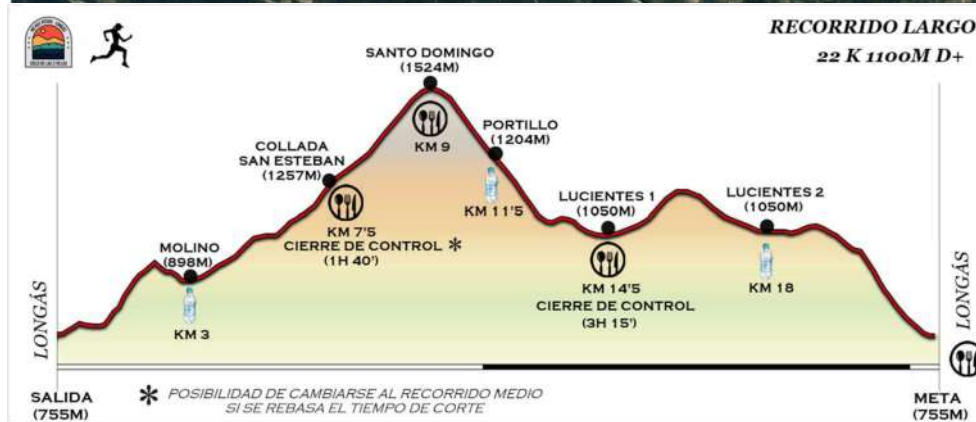 RECORRIDO LARGO
22 K 1100M D+
SANTO DOMINGO
(1524M)
KM 9
PORTILLO
(1204M)
KM 11'5
COLLADA
SAN ESTEBAN
(1257M)
KM 7'5
CIERRE DE CONTROL *
(1H 40')
LUCIENTES 1
(1050M)
KM 14'5
CIERRE DE CONTROL
(3H 15')
LUCIENTES 2
(1050M)
KM 18
MOLINO
(898M)
KM 3
LONGÁS
LONGÁS
SALIDA
(755M)
* POSIBILIDAD DE CAMBIARSE AL RECORRIDO MEDIO
SI SE REBASA EL TIEMPO DE CORTE
META
(755M)